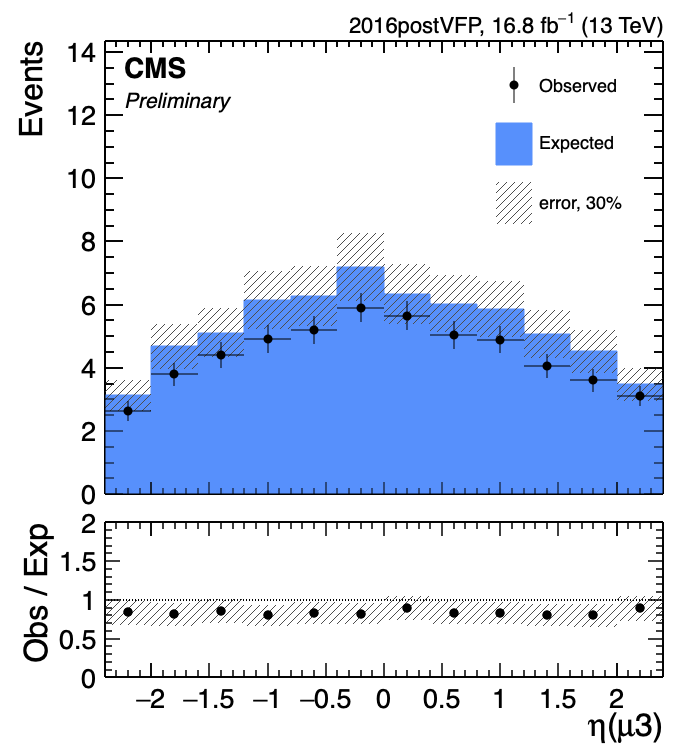 2016postVFP, 16.8 fb⁻¹ (13 TeV)
CMS
Preliminary
Observed
Expected
error, 30%
Events
14
12
10
8
6
4
2
0
Obs / Exp
2
1.5
1
0.5
0
−2 −1.5 −1 −0.5 0 0.5 1 1.5 2
η(μ3)